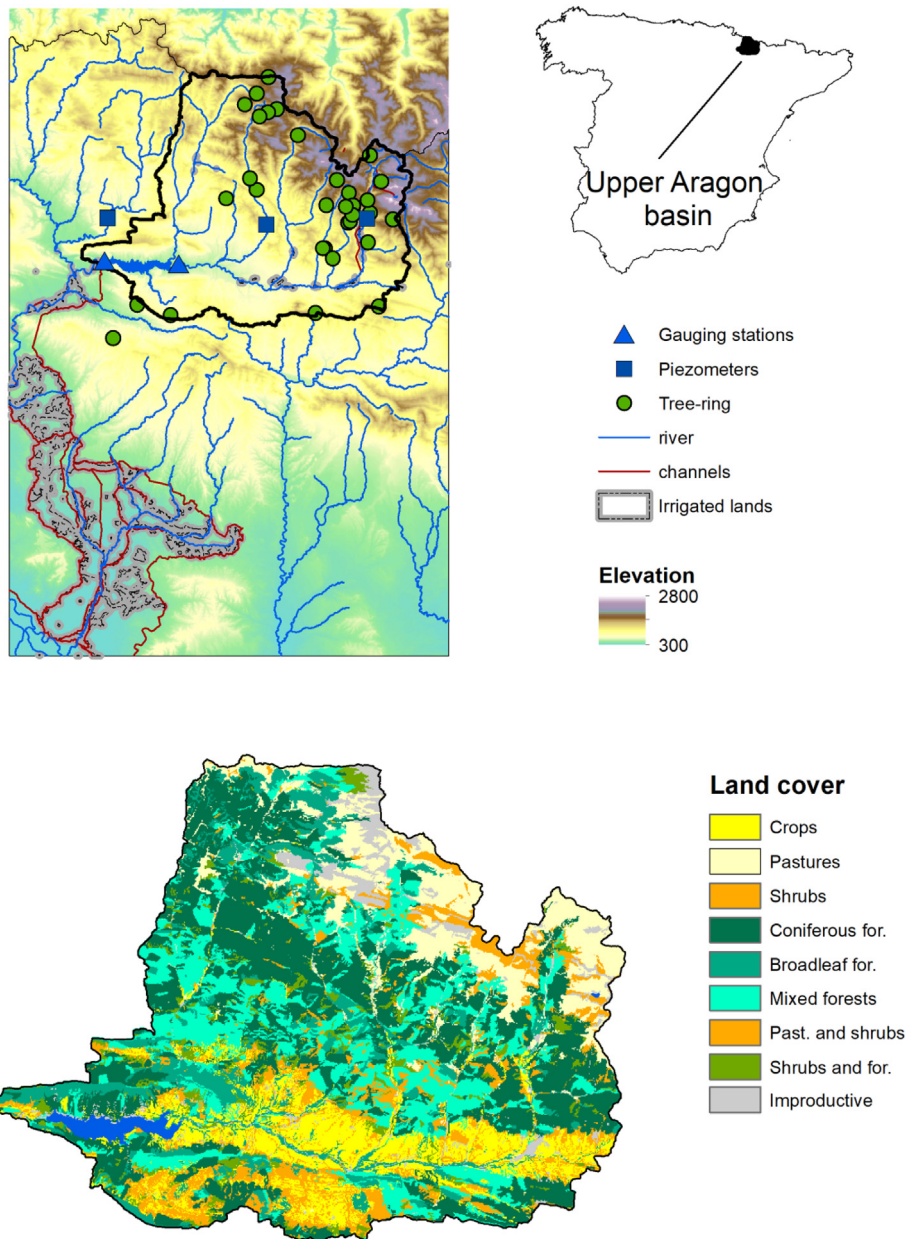 Upper Aragon
basin
Gauging stations
Piezometers
Tree-ring
river
channels
Irrigated lands
Elevation
2800
300
Land cover
Crops
Pastures
Shrubs
Coniferous for.
Broadleaf for.
Mixed forests
Past. and shrubs
Shrubs and for.
Improductive